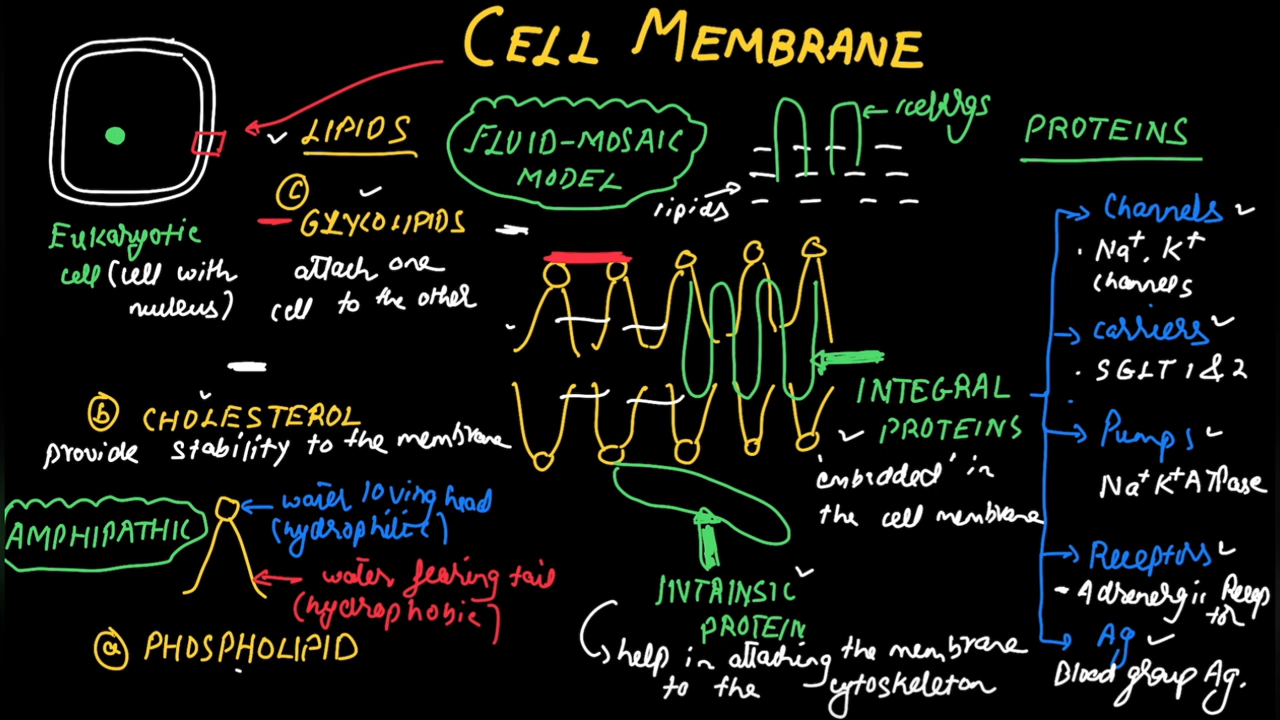 CELL MEMBRANE
Eukaryotic
cell (cell with
nucleus)
LIPIDS
c
GLYCOLIPIDS
attach one
cell to the other
b
CHOLESTEROL
provide stability to the membrane
AMPHIPATHIC
water loving head
(hydrophilic)
water fearing tail
(hydrophobic)
a PHOSPHOLIPID
FLUID-MOSAIC
MODEL
icebergs
lipids
INTEGRAL
PROTEINS
'embedded' in
the cell membrane
INTRINSIC
PROTEIN
help in attaching the membrane
to the cytoskeleton
PROTEINS
Channels
· Na+, K+
channels
Carriers
· SGLT 1 & 2
Pumps
Na+ K+ ATPase
Receptors
- Adrenergic Recep
tor
Ag
Blood group Ag.